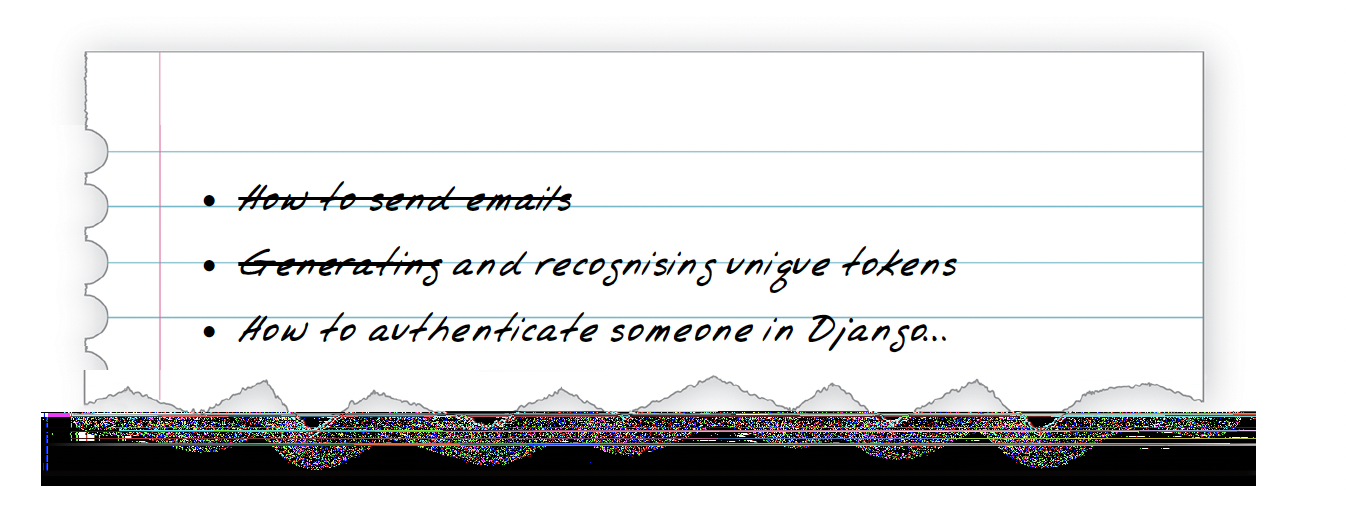 • How to send emails
• Generating and recognising unique tokens
• How to authenticate someone in Django...